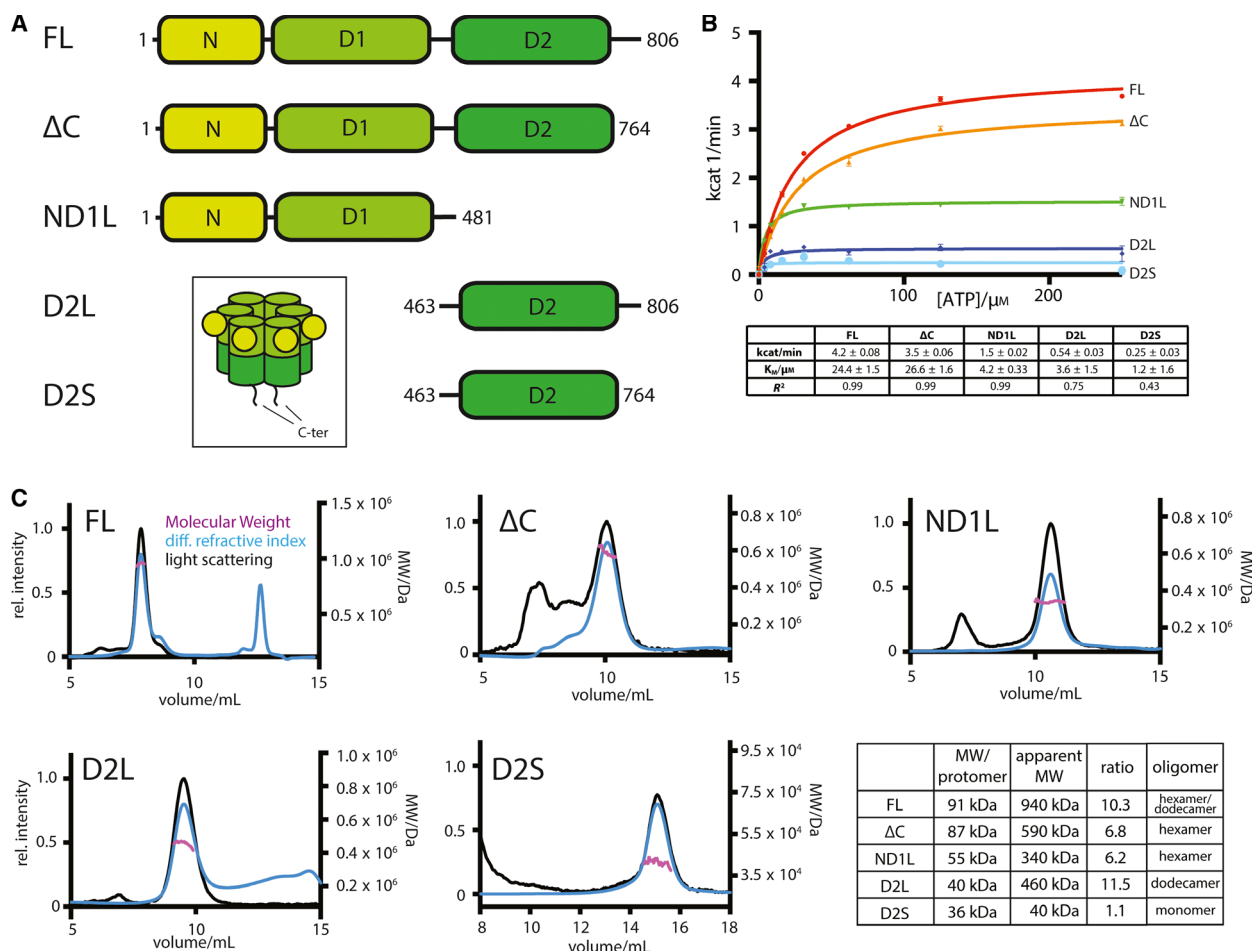 A
FL
1
N
D1
D2
806
ΔC
1
N
D1
D2
764
ND1L
1
N
D1
481
D2L
463
D2
806
D2S
463
D2
764
C-ter
B
kcat 1/min
5
4
3
2
1
0
0
100
200
[ATP]/μM
FL
ΔC
ND1L
D2L
D2S
FL ΔC ND1L D2L D2S
kcat/min 4.2 ± 0.08 3.5 ± 0.06 1.5 ± 0.02 0.54 ± 0.03 0.25 ± 0.03
KM/μM 24.4 ± 1.5 26.6 ± 1.6 4.2 ± 0.33 3.6 ± 1.5 1.2 ± 1.6
R² 0.99 0.99 0.99 0.75 0.43
C
FL
Molecular Weight
diff. refractive index
light scattering
rel. intensity
1.0
0.5
0
5 10 15
volume/mL
1.5 x 10⁶
1.0 x 10⁶
0.5 x 10⁶
MW/Da
ΔC
1.0
0.5
0
5 10 15
volume/mL
0.8 x 10⁶
0.6 x 10⁶
0.4 x 10⁶
0.2 x 10⁶
MW/Da
ND1L
1.0
0.5
0
5 10 15
volume/mL
0.8 x 10⁶
0.6 x 10⁶
0.4 x 10⁶
0.2 x 10⁶
MW/Da
D2L
rel. intensity
1.0
0.5
0
5 10 15
volume/mL
1.0 x 10⁶
0.8 x 10⁶
0.6 x 10⁶
0.4 x 10⁶
0.2 x 10⁶
MW/Da
D2S
1.0
0.5
0
8 10 12 14 16 18
volume/mL
9.5 x 10⁴
7.5 x 10⁴
5.5 x 10⁴
3.5 x 10⁴
MW/Da
MW/ protomer apparent MW ratio oligomer
FL 91 kDa 940 kDa 10.3 hexamer/ dodecamer
ΔC 87 kDa 590 kDa 6.8 hexamer
ND1L 55 kDa 340 kDa 6.2 hexamer
D2L 40 kDa 460 kDa 11.5 dodecamer
D2S 36 kDa 40 kDa 1.1 monomer